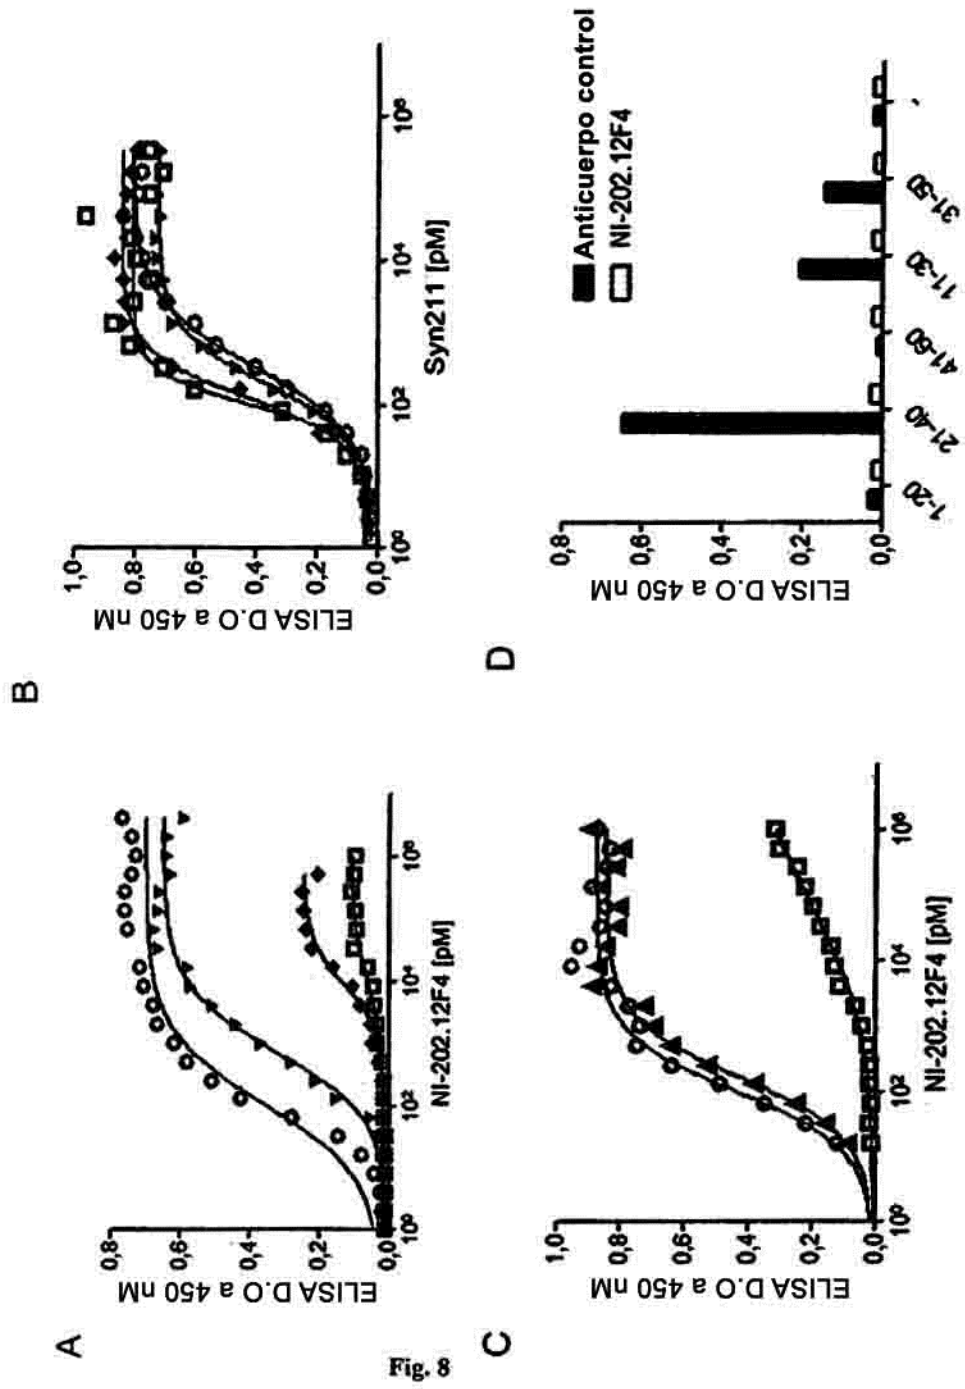 A
ELISA D.O a 450 nM
0,8
0,6
0,4
0,2
0,0
10⁰
10²
10⁴
10⁶
NI-202.12F4 [pM]
B
ELISA D.O a 450 nM
1,0
0,8
0,6
0,4
0,2
0,0
10⁰
10²
10⁴
10⁶
Syn211 [pM]
C
ELISA D.O a 450 nM
1,0
0,8
0,6
0,4
0,2
0,0
10⁰
10²
10⁴
10⁶
NI-202.12F4 [pM]
D
ELISA D.O a 450 nM
0,8
0,6
0,4
0,2
0,0
1-20
21-40
41-60
11-30
31-50
Anticuerpo control
NI-202.12F4
Fig. 8